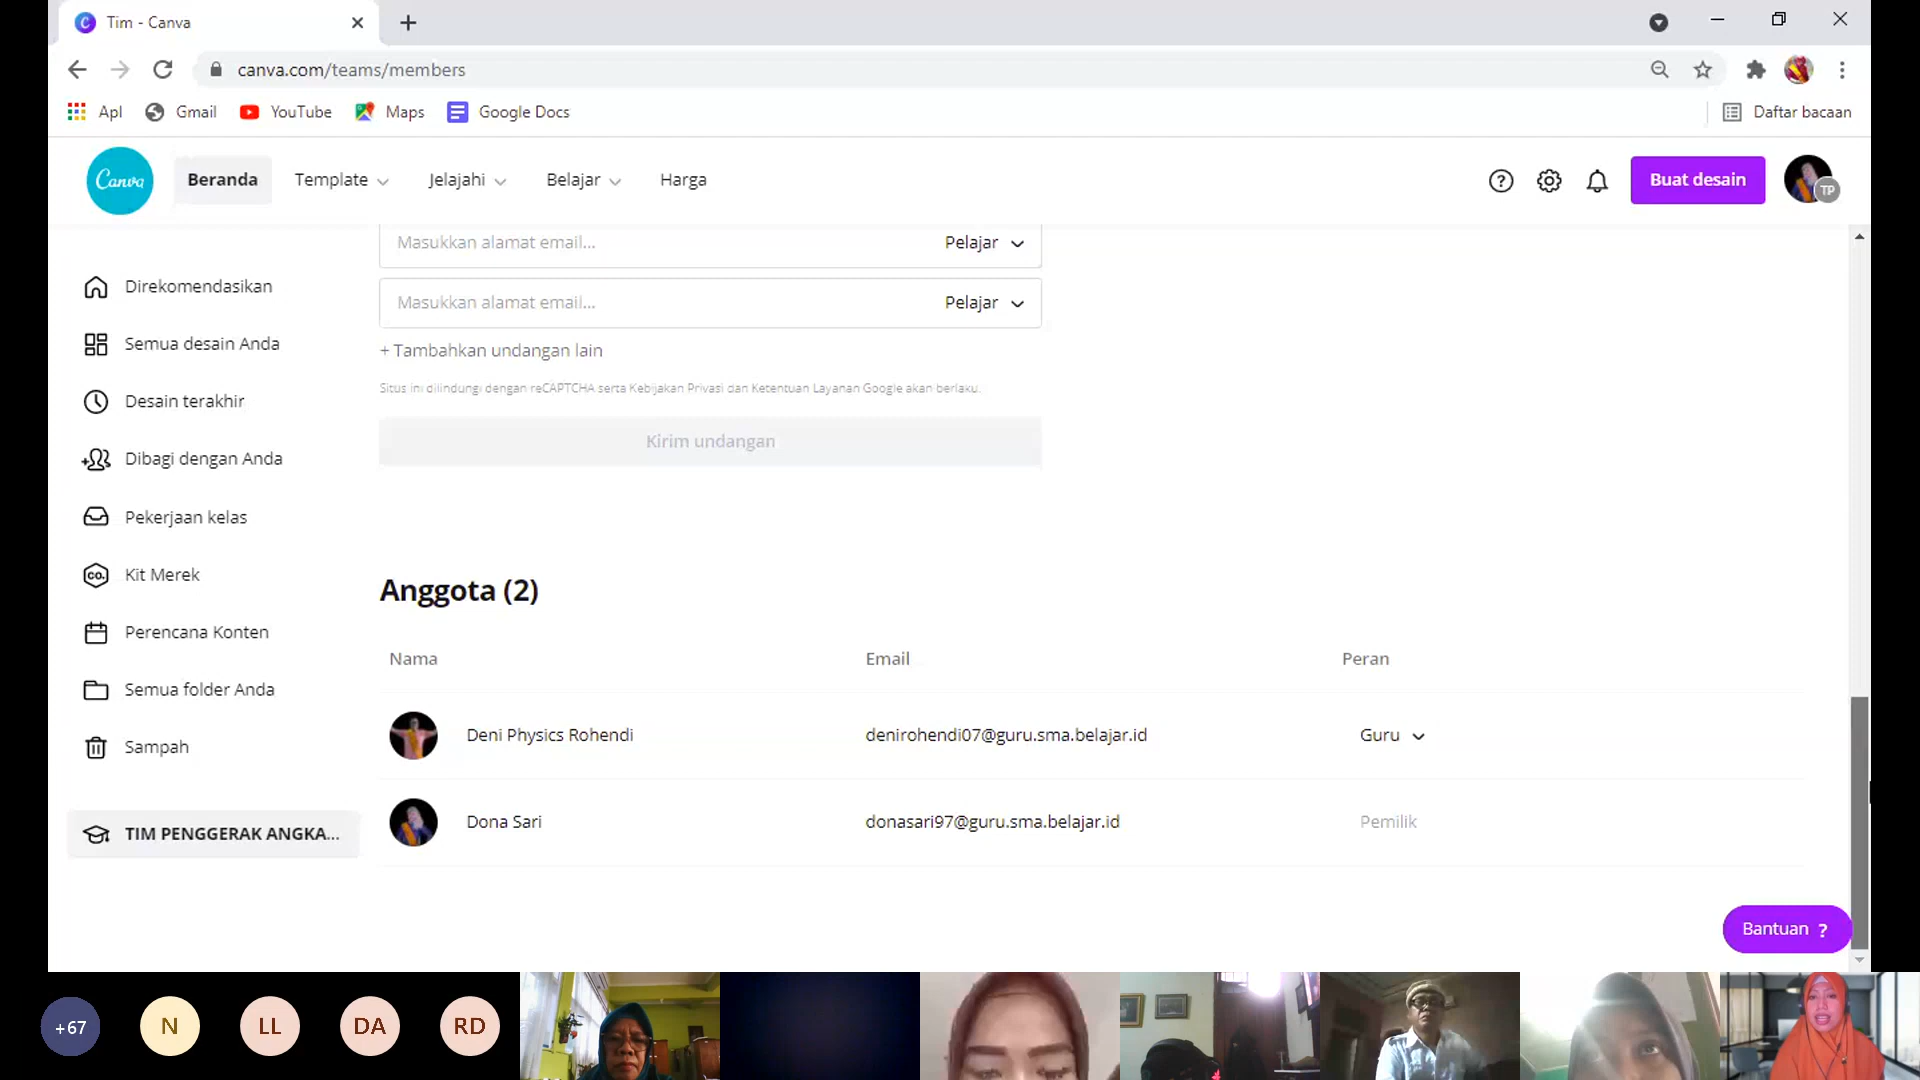 Tim - Canva
canva.com/teams/members
Apl Gmail YouTube Maps Google Docs Daftar bacaan
Canva Beranda Template Jelajahi Belajar Harga Buat desain TP
Masukkan alamat email... Pelajar
Direkomendasikan
Masukkan alamat email... Pelajar
Semua desain Anda
+ Tambahkan undangan lain
Situs ini dilindungi dengan reCAPTCHA serta Kebijakan Privasi dan Ketentuan Layanan Google akan berlaku.
Desain terakhir
Kirim undangan
Dibagi dengan Anda
Pekerjaan kelas
CO. Kit Merek
Anggota (2)
Perencana Konten
Nama Email Peran
Semua folder Anda
Deni Physics Rohendi denirohendi07@guru.sma.belajar.id Guru
Sampah
Dona Sari donasari97@guru.sma.belajar.id Pemilik
TIM PENGGERAK ANGKA...
Bantuan ?
+67 N LL DA RD